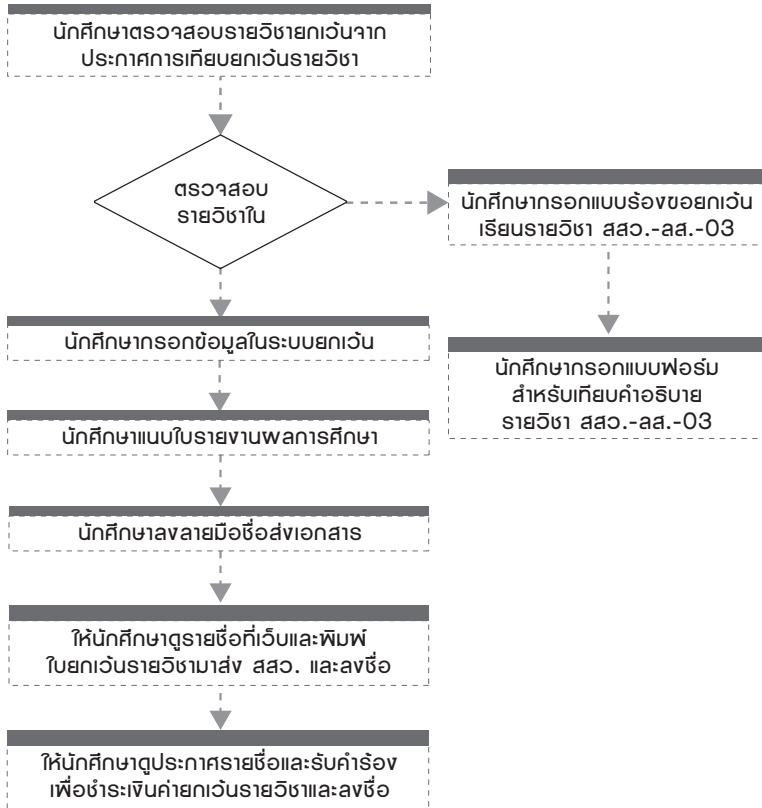 นักศึกษาตรวจสอบรายวิชายกเว้นจาก
ประกาศการเทียบยกเว้นรายวิชา
ตรวจสอบ
รายวิชาใน
นักศึกษากรอกแบบร้องขอยกเว้น
เรียนรายวิชา สสว.-ลส.-03
นักศึกษากรอกข้อมูลในระบบยกเว้น
นักศึกษากรอกแบบฟอร์ม
สำหรับเทียบคำอธิบาย
รายวิชา สสว.-ลส.-03
นักศึกษาแนบใบรายงานผลการศึกษา
นักศึกษาลงลายมือชื่อส่งเอกสาร
ให้นักศึกษาดูรายชื่อที่เว็บและพิมพ์
ใบยกเว้นรายวิชามาส่ง สสว. และลงชื่อ
ให้นักศึกษาดูประกาศรายชื่อและรับคำร้อง
เพื่อชำระเงินค่ายกเว้นรายวิชาและลงชื่อ